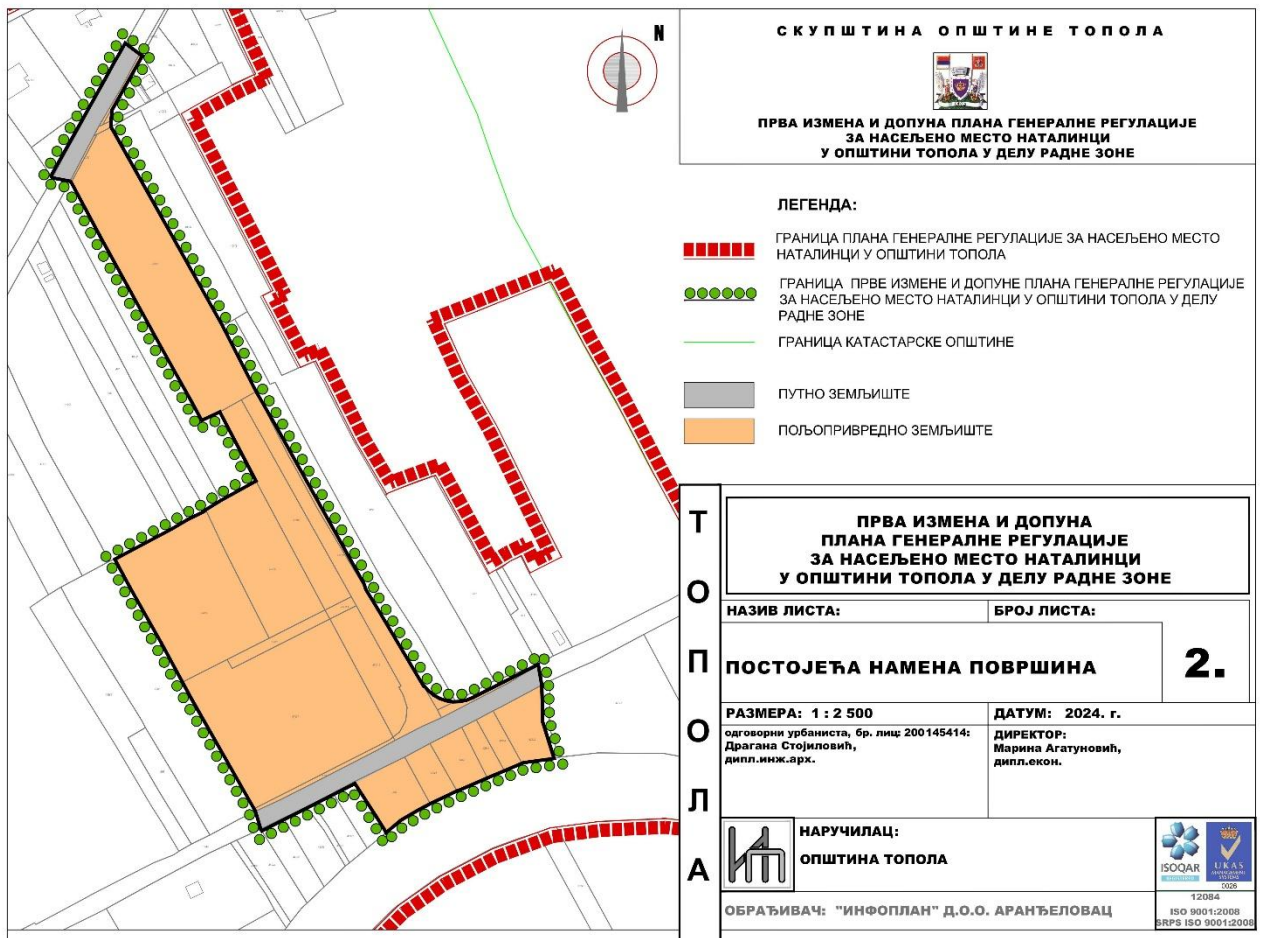 N
СКУПШТИНА ОПШТИНЕ ТОПОЛА
ПРВА ИЗМЕНА И ДОПУНА ПЛАНА ГЕНЕРАЛНЕ РЕГУЛАЦИЈЕ
ЗА НАСЕЉЕНО МЕСТО НАТАЛИНЦИ
У ОПШТИНИ ТОПОЛА У ДЕЛУ РАДНЕ ЗОНЕ
ЛЕГЕНДА:
ГРАНИЦА ПЛАНА ГЕНЕРАЛНЕ РЕГУЛАЦИЈЕ ЗА НАСЕЉЕНО МЕСТО
НАТАЛИНЦИ У ОПШТИНИ ТОПОЛА
ГРАНИЦА ПРВЕ ИЗМЕНЕ И ДОПУНЕ ПЛАНА ГЕНЕРАЛНЕ РЕГУЛАЦИЈЕ
ЗА НАСЕЉЕНО МЕСТО НАТАЛИНЦИ У ОПШТИНИ ТОПОЛА У ДЕЛУ
РАДНЕ ЗОНЕ
ГРАНИЦА КАТАСТАРСКЕ ОПШТИНЕ
ПУТНО ЗЕМЉИШТЕ
ПОЉОПРИВРЕДНО ЗЕМЉИШТЕ
ТОПОЛА
ПРВА ИЗМЕНА И ДОПУНА
ПЛАНА ГЕНЕРАЛНЕ РЕГУЛАЦИЈЕ
ЗА НАСЕЉЕНО МЕСТО НАТАЛИНЦИ
У ОПШТИНИ ТОПОЛА У ДЕЛУ РАДНЕ ЗОНЕ
НАЗИВ ЛИСТА:
БРОЈ ЛИСТА:
ПОСТОЈЕЋА НАМЕНА ПОВРШИНА
2.
РАЗМЕРА: 1 : 2 500
ДАТУМ: 2024. г.
одговорни урбаниста, бр. лиц: 200145414:
Драгана Стојиловић,
дипл.инж.арх.
ДИРЕКТОР:
Марина Агатуновић,
дипл.екон.
НАРУЧИЛАЦ:
ОПШТИНА ТОПОЛА
ISOQAR
UKAS
MANAGEMENT
SYSTEMS
0026
12084
ISO 9001:2008
SRPS ISO 9001:2008
ОБРАЂИВАЧ: "ИНФОПЛАН" Д.О.О. АРАНЂЕЛОВАЦ